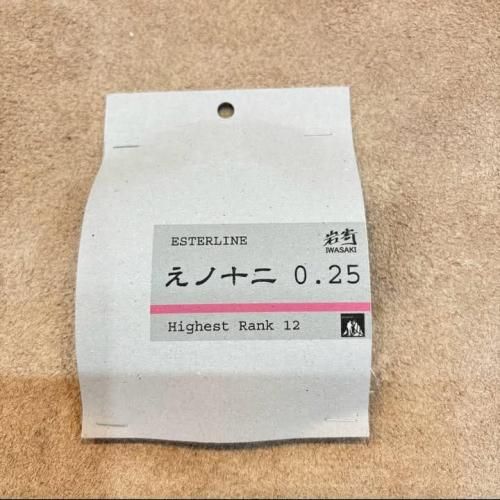 ESTERLINE
岩崎
IWASAKI
えノ十二 0.25
Highest Rank 12